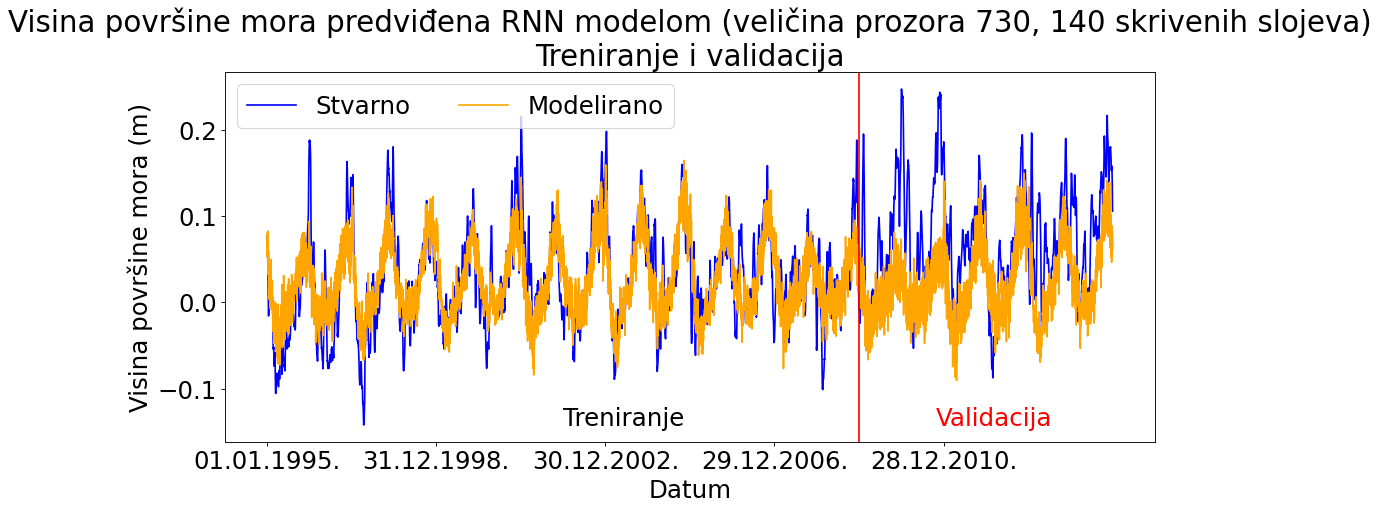 Visina površine mora predviđena RNN modelom (veličina prozora 730, 140 skrivenih slojeva)
Treniranje i validacija
Stvarno Modelirano
Visina površine mora (m)
0.2
0.1
0.0
−0.1
Treniranje Validacija
01.01.1995. 31.12.1998. 30.12.2002. 29.12.2006. 28.12.2010.
Datum